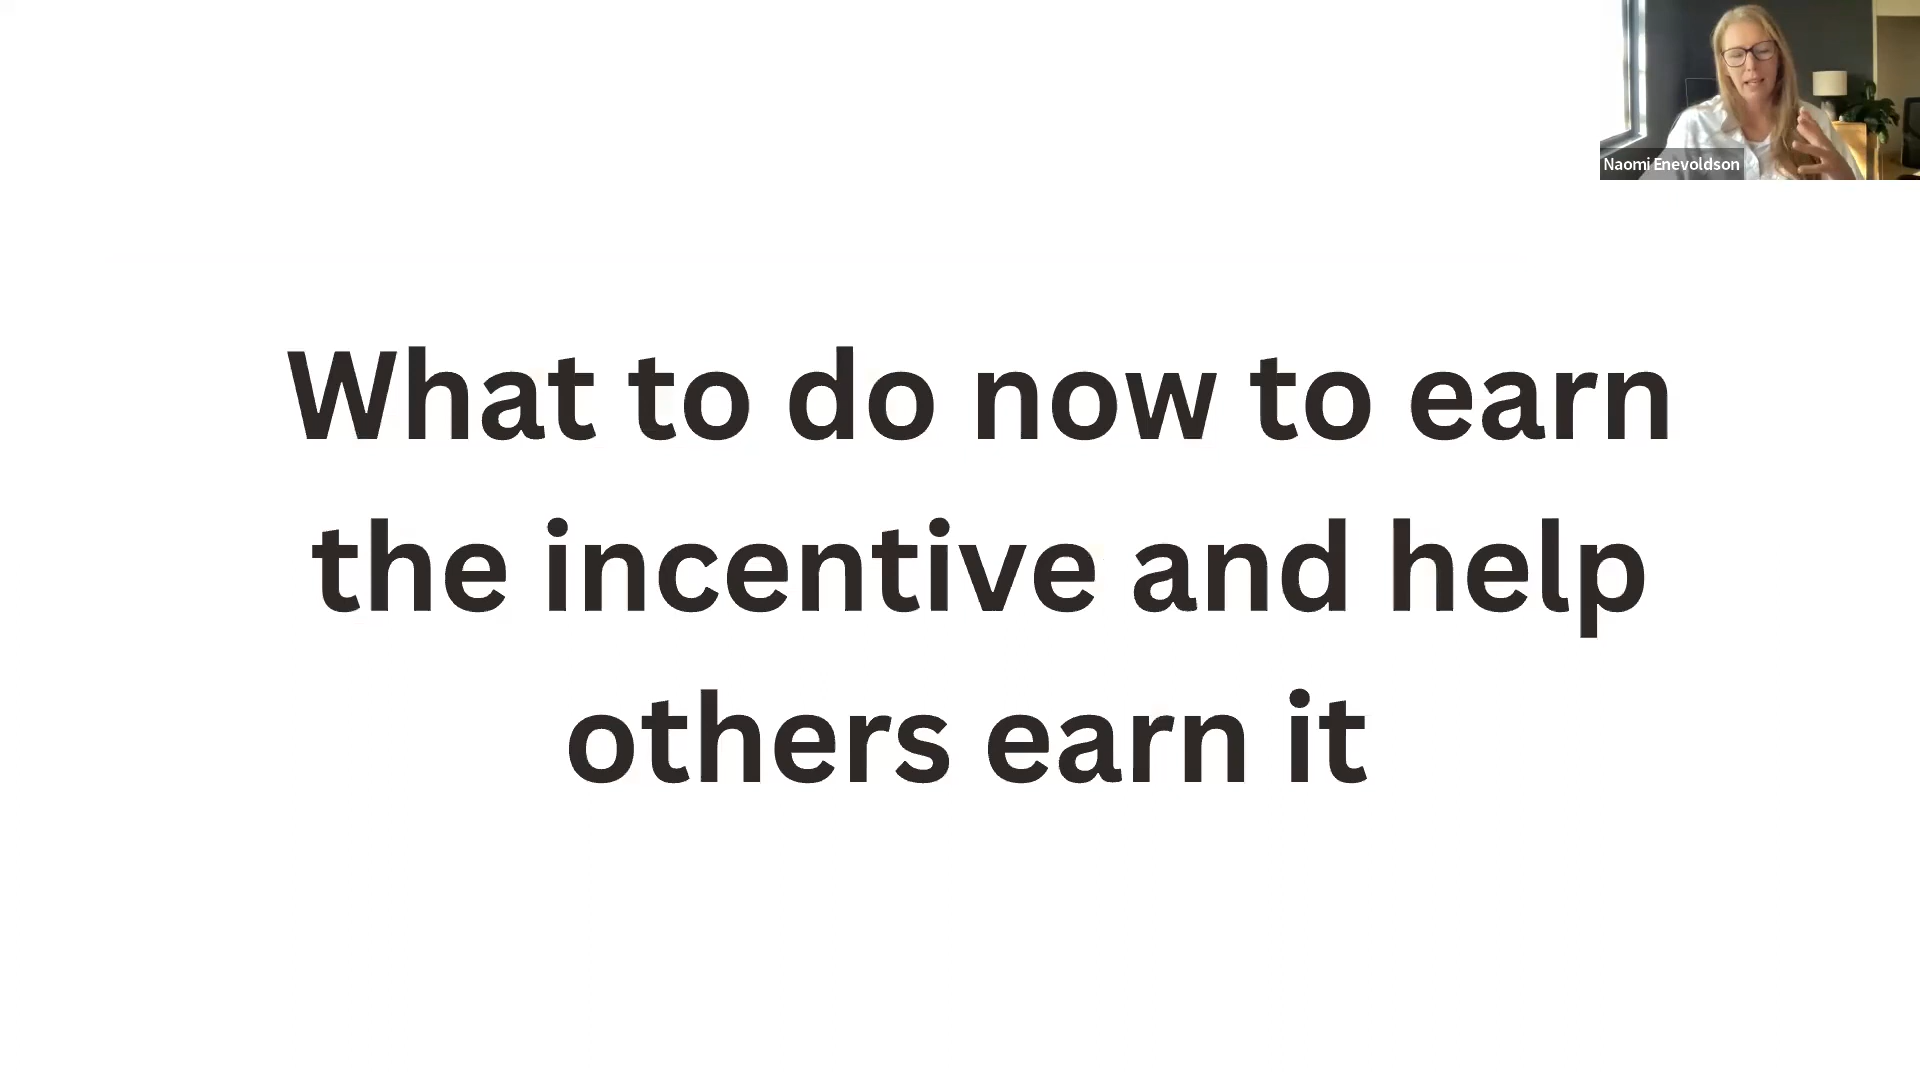 Naomi Enevoldson
What to do now to earn
the incentive and help
others earn it